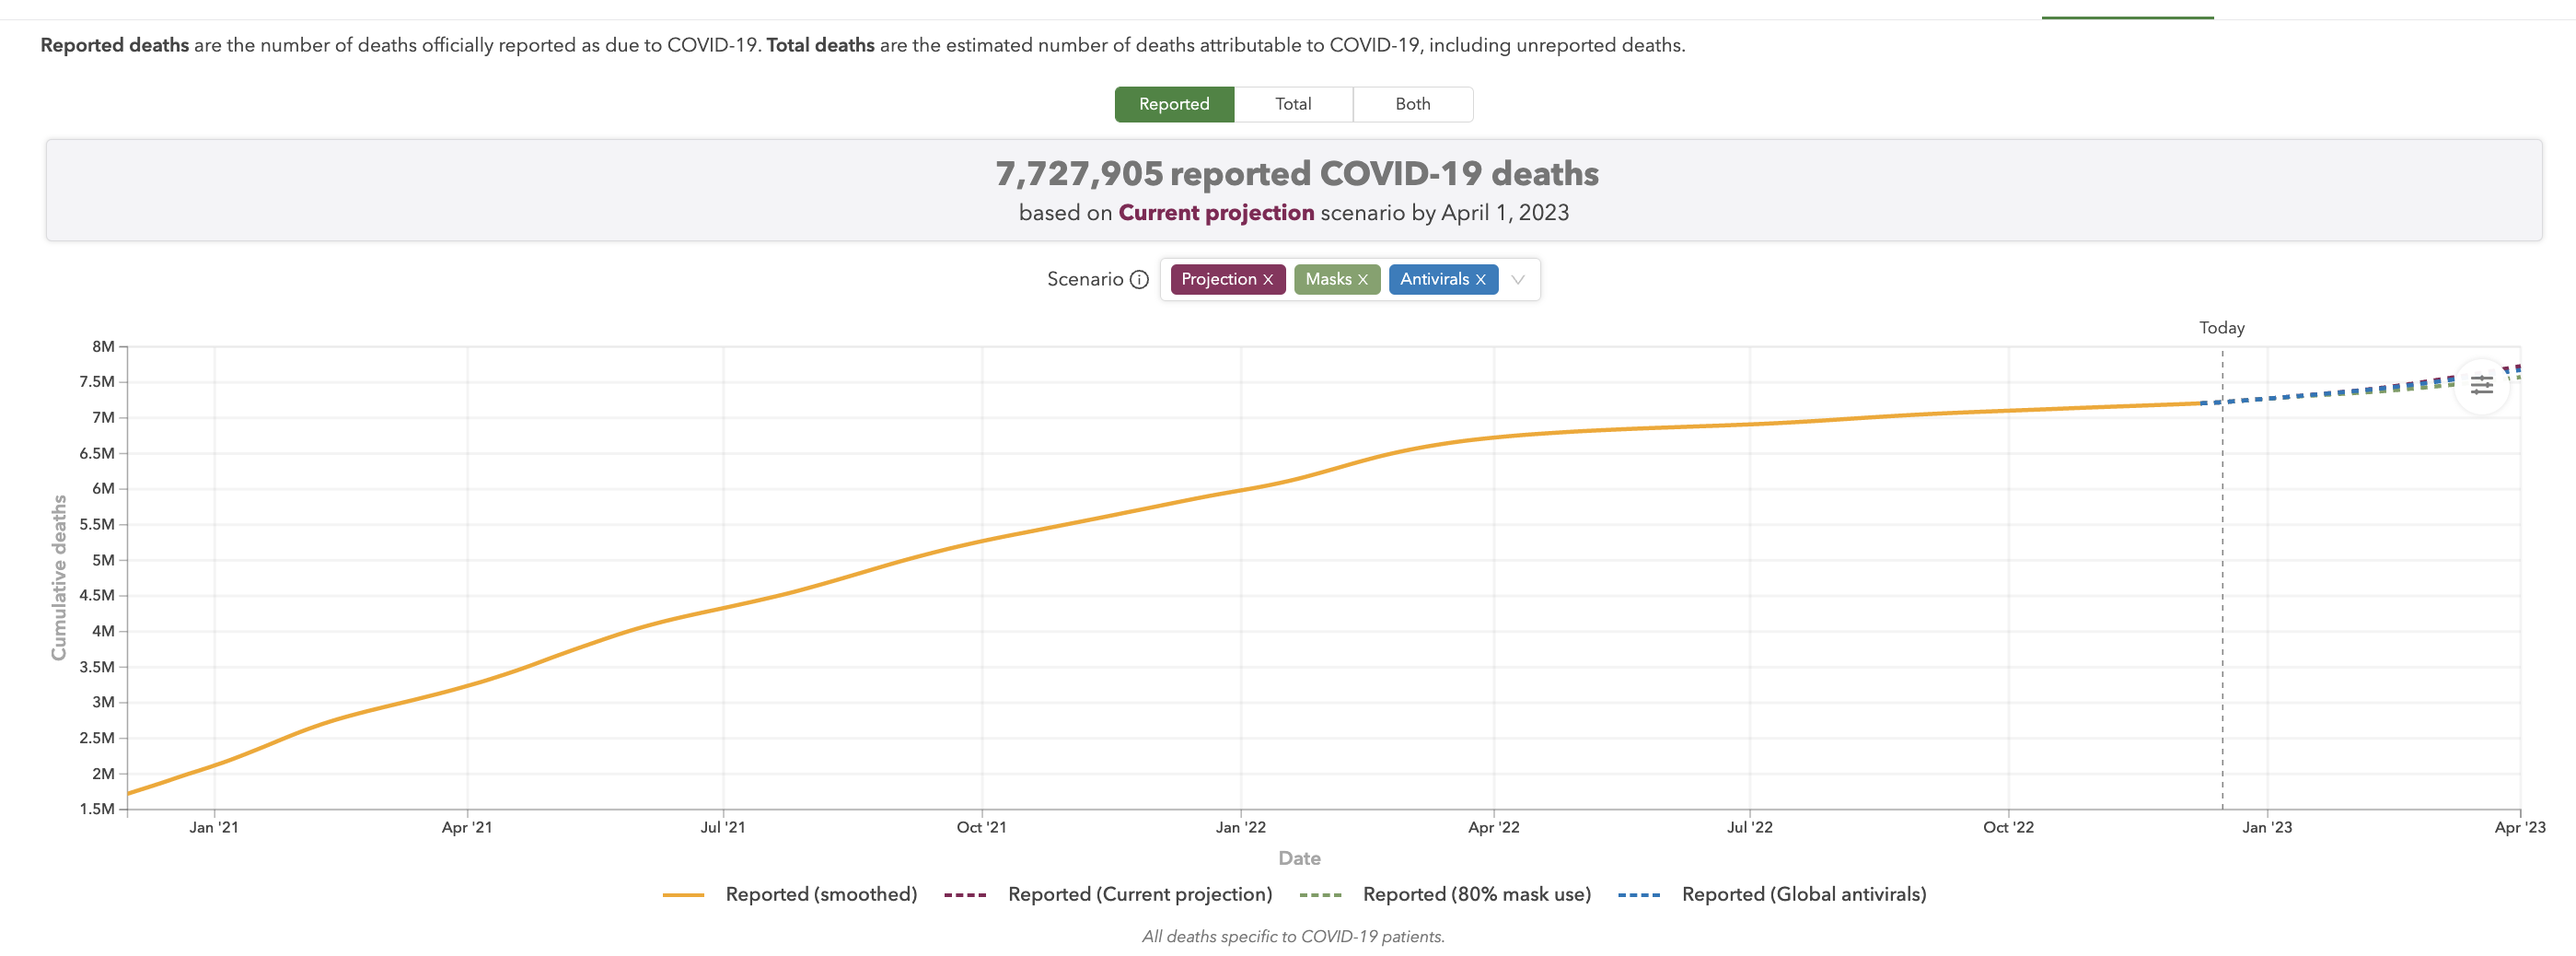 Reported deaths are the number of deaths officially reported as due to COVID-19. Total deaths are the estimated number of deaths attributable to COVID-19, including unreported deaths.
Reported Total Both
7,727,905 reported COVID-19 deaths
based on Current projection scenario by April 1, 2023
Scenario Projection X Masks X Antivirals X
Today
8M
7.5M
7M
6.5M
6M
5.5M
5M
4.5M
4M
3.5M
3M
2.5M
2M
1.5M
Cumulative deaths
Jan '21 Apr '21 Jul '21 Oct '21 Jan '22 Apr '22 Jul '22 Oct '22 Jan '23 Apr '23
Date
Reported (smoothed) Reported (Current projection) Reported (80% mask use) Reported (Global antivirals)
All deaths specific to COVID-19 patients.